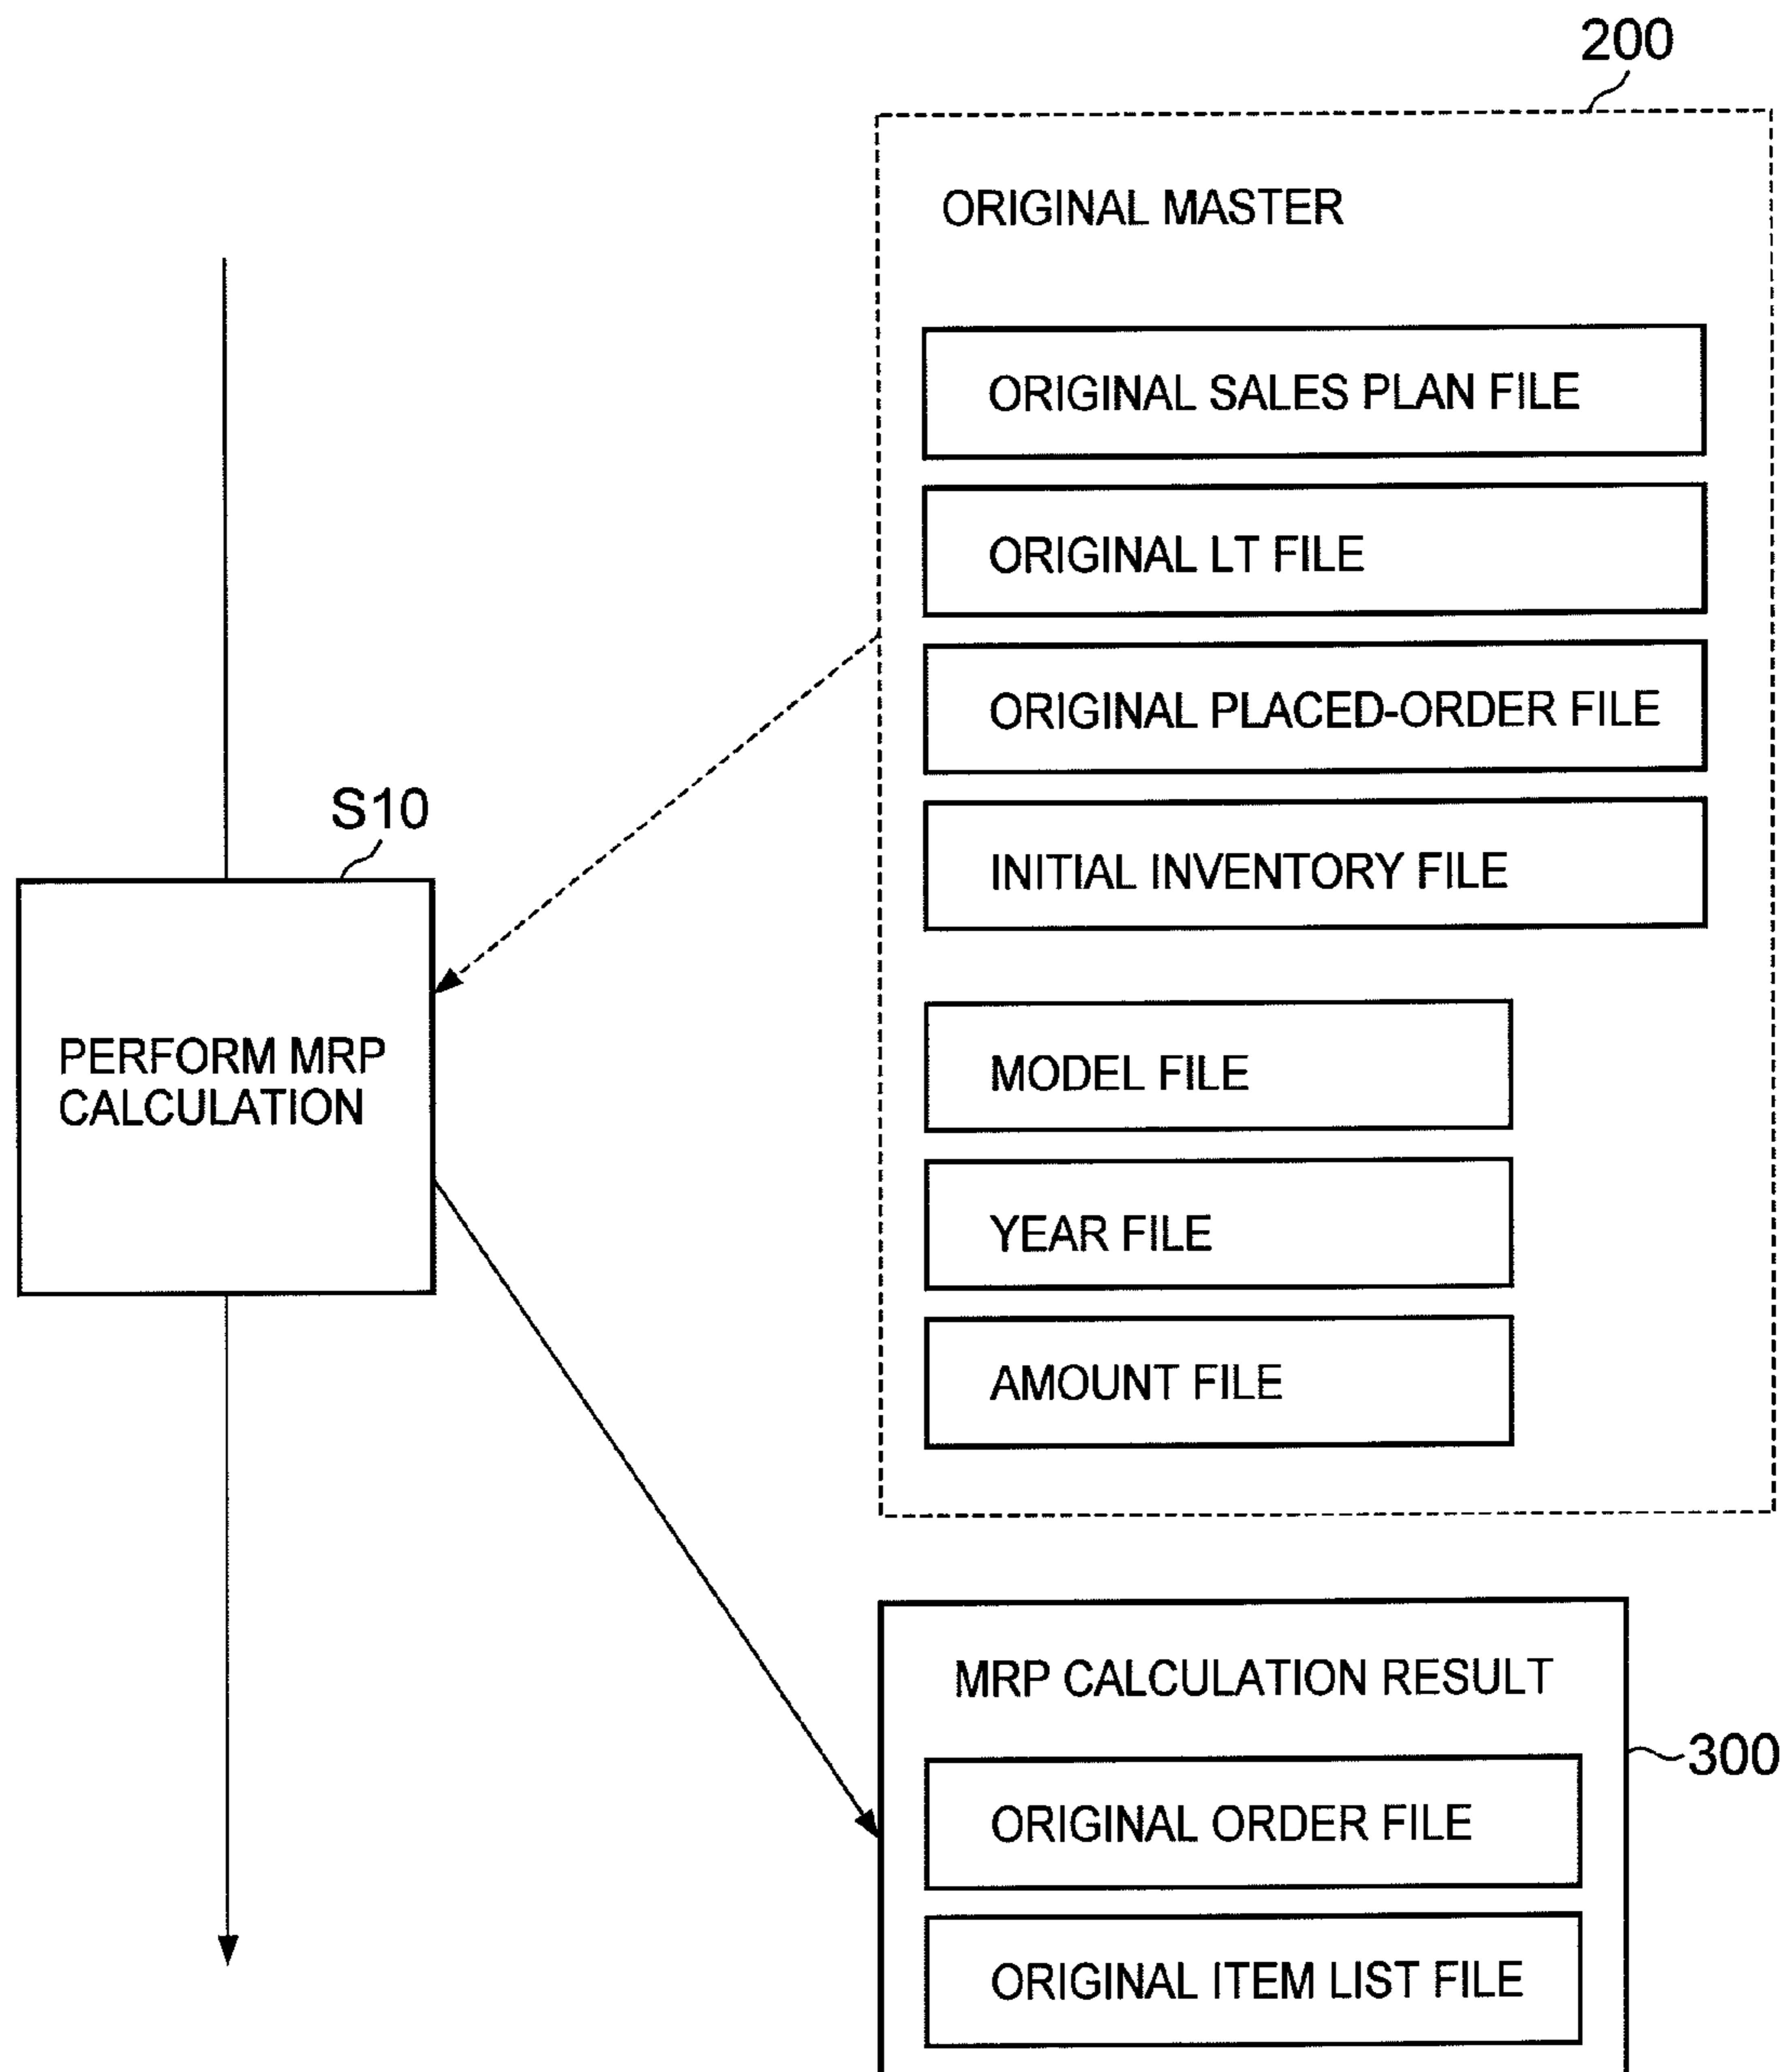 200
ORIGINAL MASTER
ORIGINAL SALES PLAN FILE
ORIGINAL LT FILE
ORIGINAL PLACED-ORDER FILE
INITIAL INVENTORY FILE
MODEL FILE
YEAR FILE
AMOUNT FILE
S10
PERFORM MRP
CALCULATION
MRP CALCULATION RESULT
300
ORIGINAL ORDER FILE
ORIGINAL ITEM LIST FILE